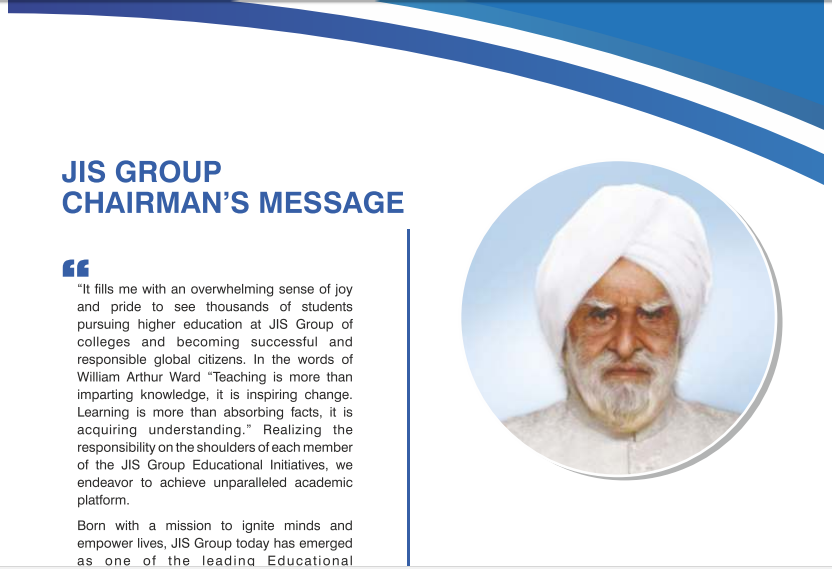 JIS GROUP
CHAIRMAN’S MESSAGE
“It fills me with an overwhelming sense of joy
and pride to see thousands of students
pursuing higher education at JIS Group of
colleges and becoming successful and
responsible global citizens. In the words of
William Arthur Ward “Teaching is more than
imparting knowledge, it is inspiring change.
Learning is more than absorbing facts, it is
acquiring understanding.” Realizing the
responsibility on the shoulders of each member
of the JIS Group Educational Initiatives, we
endeavor to achieve unparalleled academic
platform.
Born with a mission to ignite minds and
empower lives, JIS Group today has emerged
as one of the leading Educational